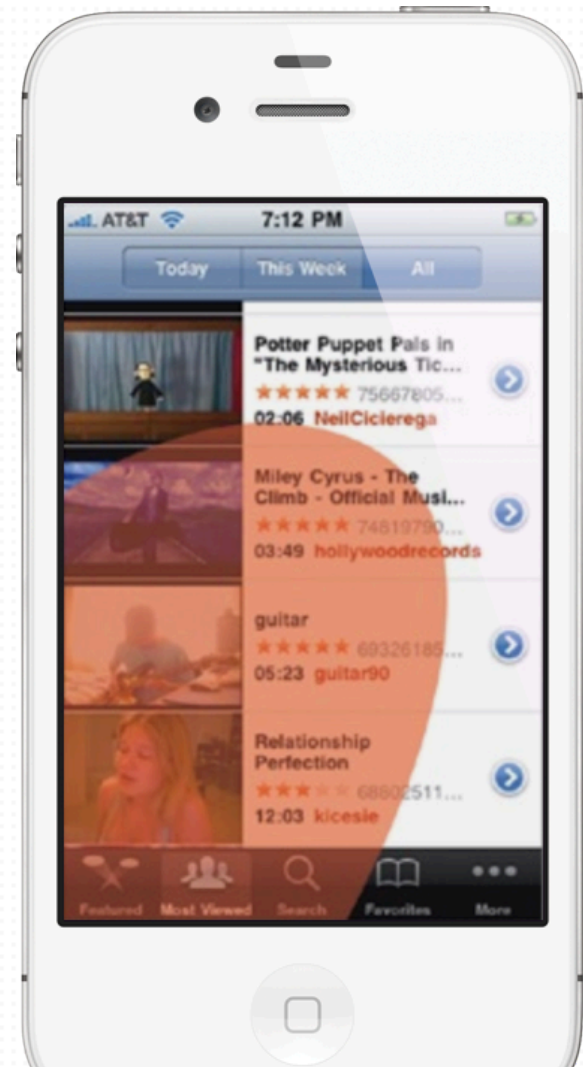 AT&T 7:12 PM
Today This Week All
Potter Puppet Pals in
"The Mysterious Tic...
75667805...
02:06 NeilCicierega
Miley Cyrus - The
Climb - Official Musi...
74819790...
03:49 hollywoodrecords
guitar
69326185...
05:23 guitar90
Relationship
Perfection
68802511...
12:03 kicesie
Featured Most Viewed Search Favorites More